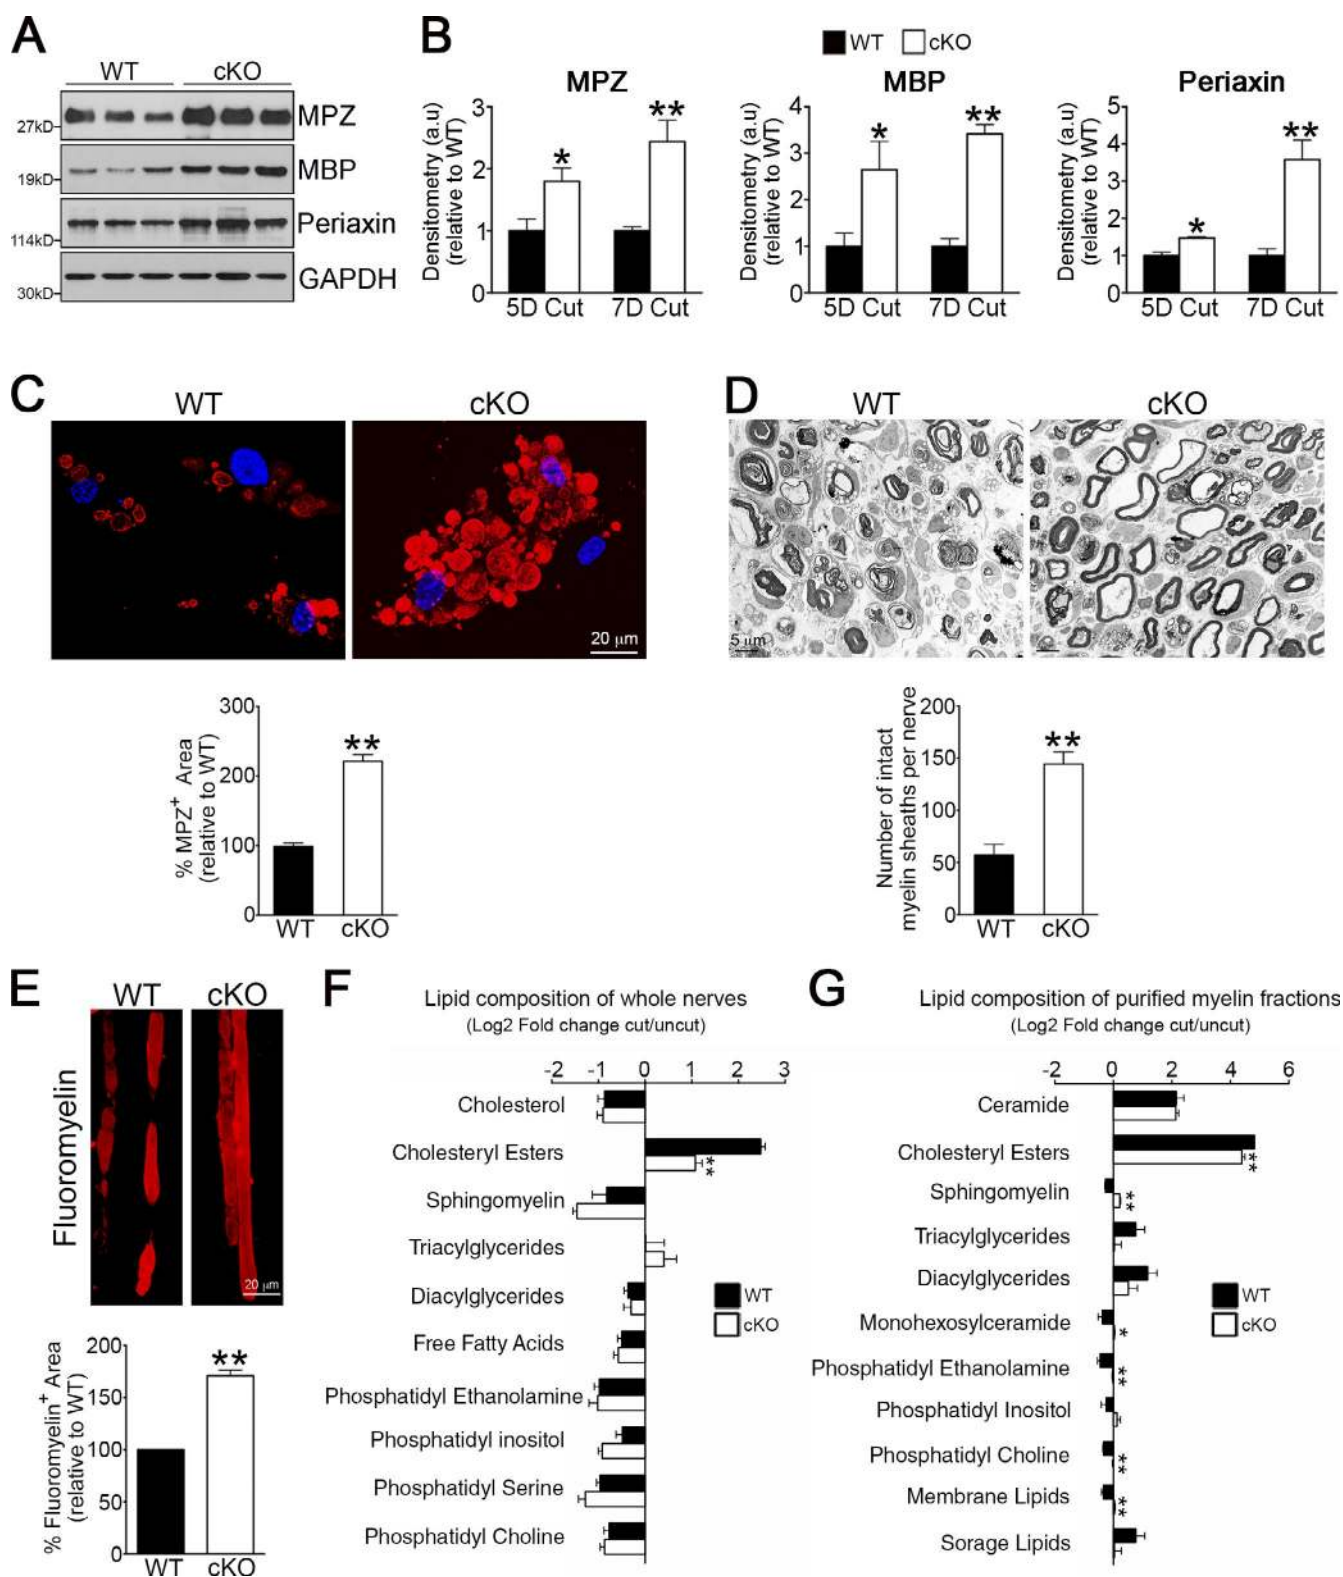 A
WT cKO
27kD MPZ
19kD MBP
114kD Periaxin
30kD GAPDH
B
WT cKO
MPZ
Densitometry (a.u)
(relative to WT)
3
2
1
0
*
**
5D Cut 7D Cut
MBP
Densitometry (a.u)
(relative to WT)
4
3
2
1
0
*
**
5D Cut 7D Cut
Periaxin
Densitometry (a.u)
(relative to WT)
5
4
3
2
1
0
*
**
5D Cut 7D Cut
C
WT cKO
20 µm
% MPZ+ Area
(relative to WT)
300
200
100
0
**
WT cKO
D
WT cKO
5 µm
Number of intact
myelin sheaths per nerve
200
150
100
50
0
**
WT cKO
E
WT cKO
Fluoromyelin
20 µm
% Fluoromyelin+ Area
(relative to WT)
200
150
100
50
0
**
WT cKO
F
Lipid composition of whole nerves
(Log2 Fold change cut/uncut)
-2 -1 0 1 2 3
Cholesterol
Cholesteryl Esters **
Sphingomyelin
Triacylglycerides
Diacylglycerides
Free Fatty Acids
Phosphatidyl Ethanolamine
Phosphatidyl inositol
Phosphatidyl Serine
Phosphatidyl Choline
WT
cKO
G
Lipid composition of purified myelin fractions
(Log2 Fold change cut/uncut)
-2 0 2 4 6
Ceramide
Cholesteryl Esters **
Sphingomyelin **
Triacylglycerides
Diacylglycerides
Monohexosylceramide *
Phosphatidyl Ethanolamine **
Phosphatidyl Inositol
Phosphatidyl Choline **
Membrane Lipids **
Sorage Lipids
WT
cKO